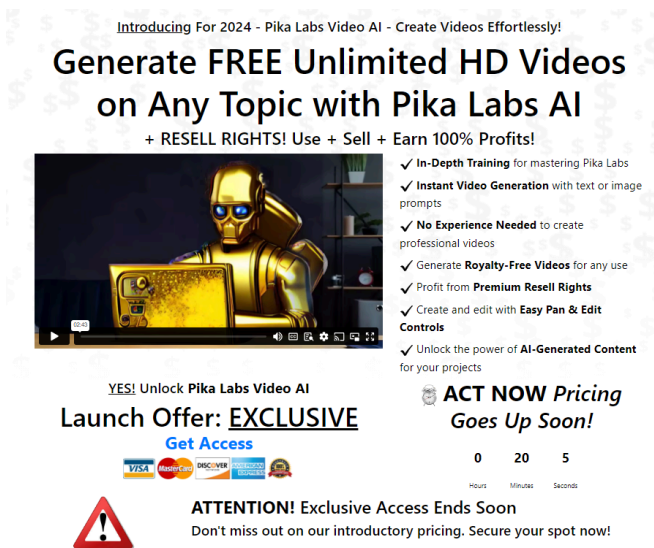 Introducing For 2024 - Pika Labs Video AI - Create Videos Effortlessly!
Generate FREE Unlimited HD Videos
on Any Topic with Pika Labs AI
+ RESELL RIGHTS! Use + Sell + Earn 100% Profits!
02:43
✓ In-Depth Training for mastering Pika Labs
✓ Instant Video Generation with text or image
prompts
✓ No Experience Needed to create
professional videos
✓ Generate Royalty-Free Videos for any use
✓ Profit from Premium Resell Rights
✓ Create and edit with Easy Pan & Edit
Controls
✓ Unlock the power of AI-Generated Content
for your projects
YES! Unlock Pika Labs Video AI
Launch Offer: EXCLUSIVE
Get Access
VISA MasterCard DISCOVER AMERICAN EXPRESS
ACT NOW Pricing
Goes Up Soon!
0 20 5
Hours Minutes Seconds
ATTENTION! Exclusive Access Ends Soon
Don't miss out on our introductory pricing. Secure your spot now!